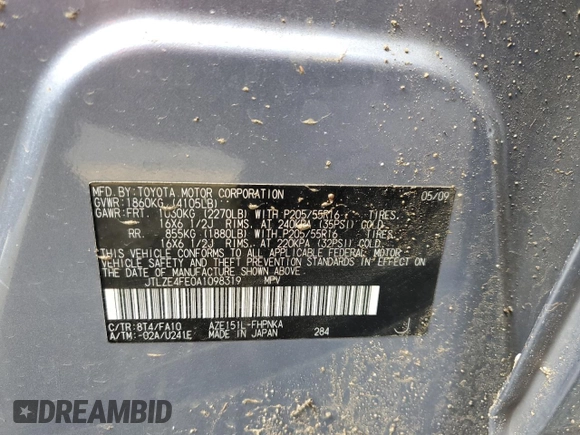 MFD.BY:TOYOTA MOTOR CORPORATION 05/09
GVWR:1860KG (4105LB)
GAWR:FRT. 1030KG (2270LB) WITH P205/55R16 TIRES,
16X6 1/2J RIMS, AT 240KPA (35PSI) COLD.
RR. 855KG (1880LB) WITH P205/55R16 TIRES,
16X6 1/2J RIMS, AT 220KPA (32PSI) COLD.
THIS VEHICLE CONFORMS TO ALL APPLICABLE FEDERAL MOTOR
VEHICLE SAFETY AND THEFT PREVENTION STANDARDS IN
EFFECT ON THE DATE OF MANUFACTURE SHOWN ABOVE.
JTLZE4FE0A1098319 MPV
C/TR:8T4/FA10 AZE151L-FHPNKA
A/TM:-02A/U241E MADE IN JAPAN 284
DREAMBID